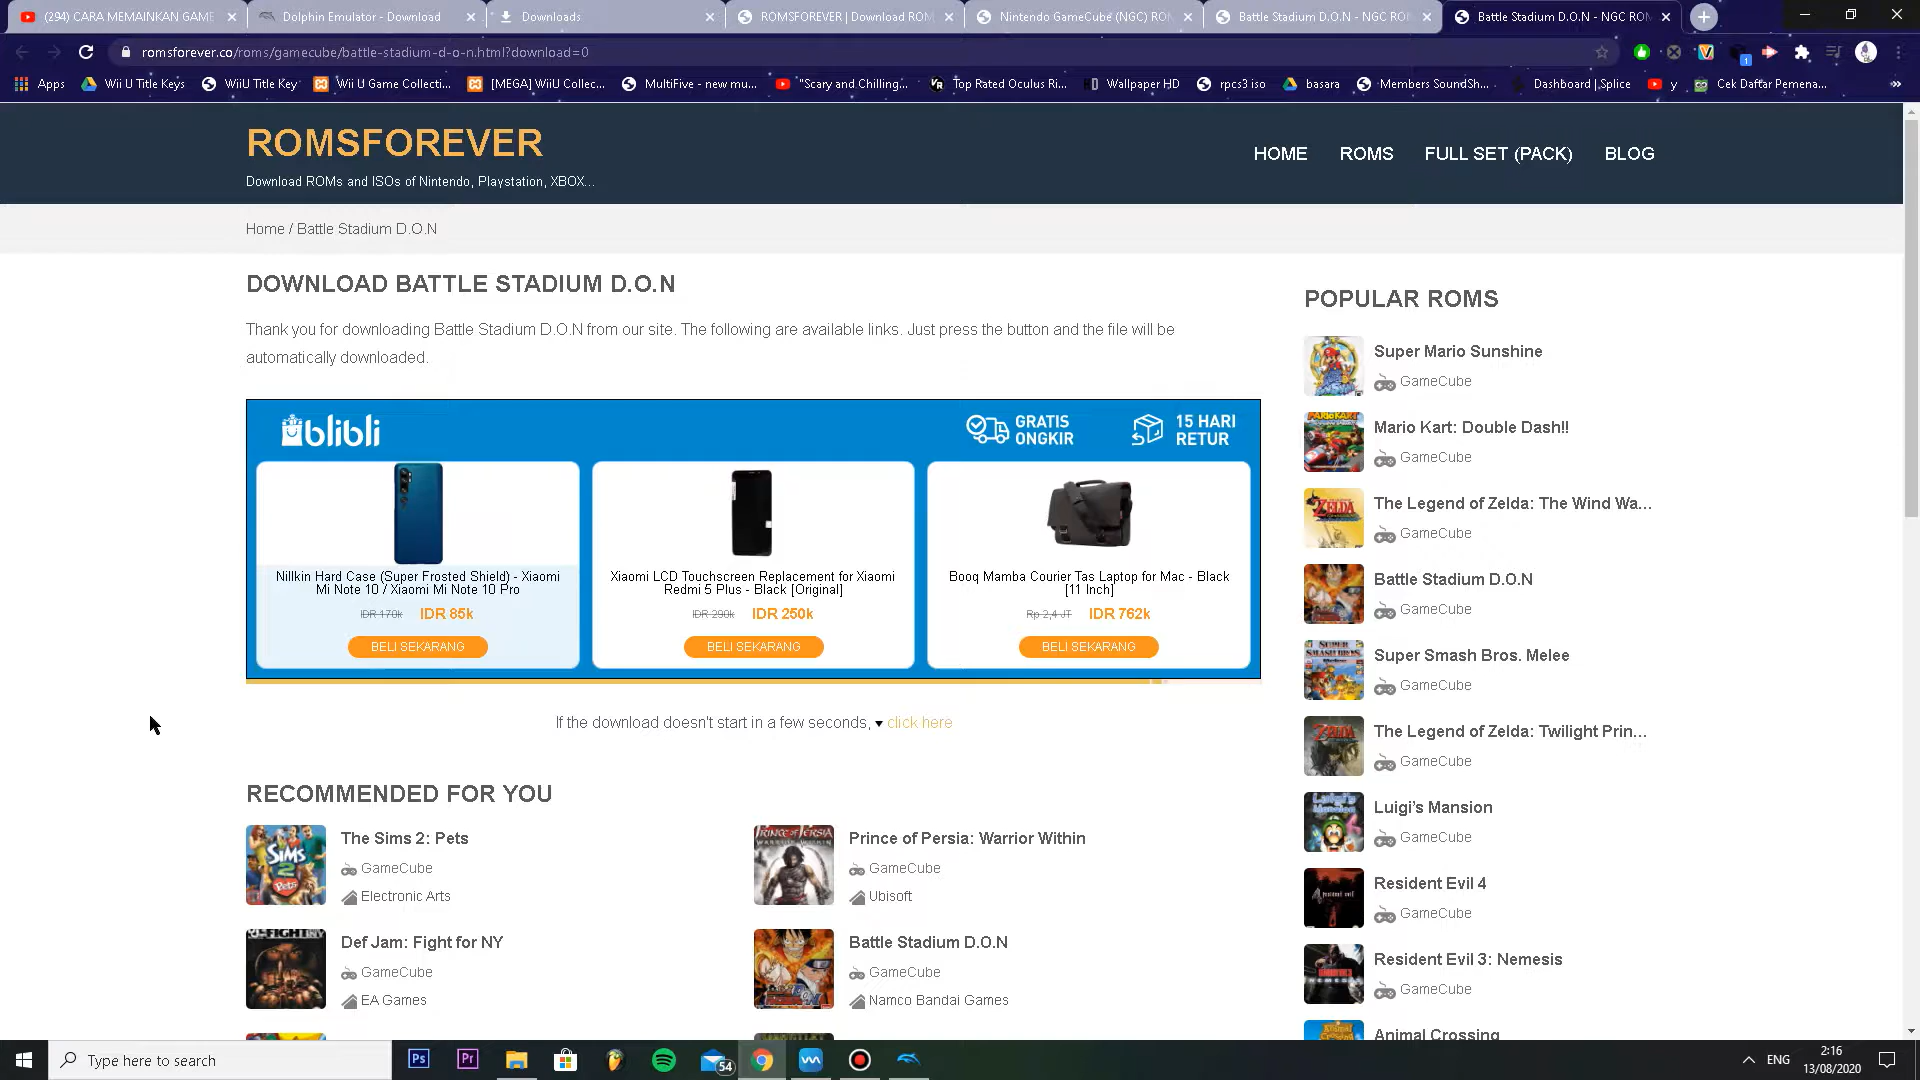 (294) CARA MEMAINKAN GAME
Dolphin Emulator - Download
Downloads
ROMSFOREVER | Download ROM
Nintendo GameCube (NGC) RO
Battle Stadium D.O.N - NGC RO
Battle Stadium D.O.N - NGC RO
romsforever.co/roms/gamecube/battle-stadium-d-o-n.html?download=0
1
Apps
Wii U Title Keys
WiiU Title Key
Wii U Game Collecti...
[MEGA] WiiU Collec...
MultiFive - new mu...
"Scary and Chilling...
Top Rated Oculus Ri...
Wallpaper HD
rpcs3 iso
basara
Members SoundSh...
Dashboard | Splice
y
Cek Daftar Pemena...
»
ROMSFOREVER
Download ROMs and ISOs of Nintendo, Playstation, XBOX...
HOME ROMS FULL SET (PACK) BLOG
Home / Battle Stadium D.O.N
DOWNLOAD BATTLE STADIUM D.O.N
Thank you for downloading Battle Stadium D.O.N from our site. The following are available links. Just press the button and the file will be
automatically downloaded.
blibli
GRATIS
ONGKIR
15 HARI
RETUR
Nillkin Hard Case (Super Frosted Shield) - Xiaomi
Mi Note 10 / Xiaomi Mi Note 10 Pro
IDR 170k IDR 85k
BELI SEKARANG
Xiaomi LCD Touchscreen Replacement for Xiaomi
Redmi 5 Plus - Black [Original]
IDR 290k IDR 250k
BELI SEKARANG
Booq Mamba Courier Tas Laptop for Mac - Black
[11 Inch]
Rp 2,4 JT IDR 762k
BELI SEKARANG
If the download doesn't start in a few seconds, click here
RECOMMENDED FOR YOU
The Sims 2: Pets
GameCube
Electronic Arts
Prince of Persia: Warrior Within
GameCube
Ubisoft
Def Jam: Fight for NY
GameCube
EA Games
Battle Stadium D.O.N
GameCube
Namco Bandai Games
POPULAR ROMS
Super Mario Sunshine
GameCube
Mario Kart: Double Dash!!
GameCube
The Legend of Zelda: The Wind Wa...
GameCube
Battle Stadium D.O.N
GameCube
Super Smash Bros. Melee
GameCube
The Legend of Zelda: Twilight Prin...
GameCube
Luigi's Mansion
GameCube
Resident Evil 4
GameCube
Resident Evil 3: Nemesis
GameCube
Animal Crossing
Type here to search
Ps
Pr
54
ENG
2:16
13/08/2020